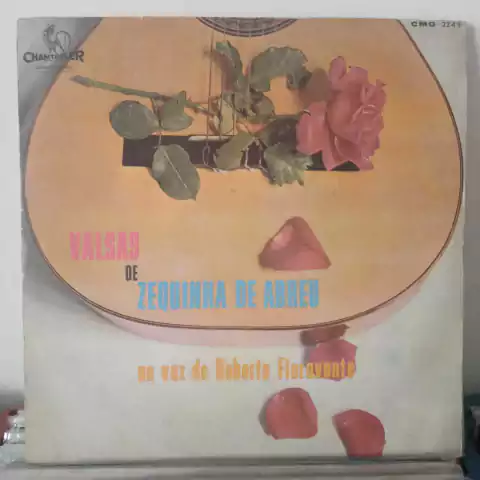 CHANTECLER
CMG 2249
VALSAS
DE
ZEQUINHA DE ABREU
na voz de Roberto Fioravante